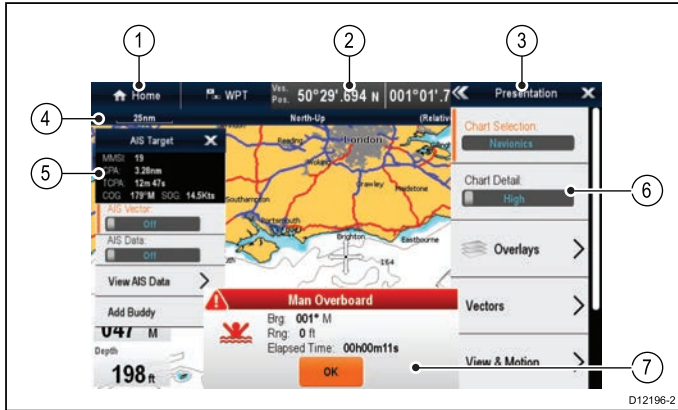 1
2
3
Home
WPT
Ves. Pos. 50°29'.694 N 001°01'.7
Presentation
4
25nm
North-Up
(Relativ
AIS Target
5
MMSI: 19
CPA: 3.28nm
TCPA: 12m 47s
COG: 179°M SOG: 14.5Kts
AIS Vector:
Off
AIS Data:
Off
View AIS Data
Add Buddy
047 M
Depth
198 ft
Reading
London
Woking
Crawley
Maidstone
Southampton
Portsmouth
Brighton
Eastbourne
164
Chart Selection:
Navionics
Chart Detail:
High
6
Overlays
Vectors
View & Motion
Man Overboard
Brg: 001° M
Rng: 0 ft
Elapsed Time: 00h00m11s
OK
7
D12196-2